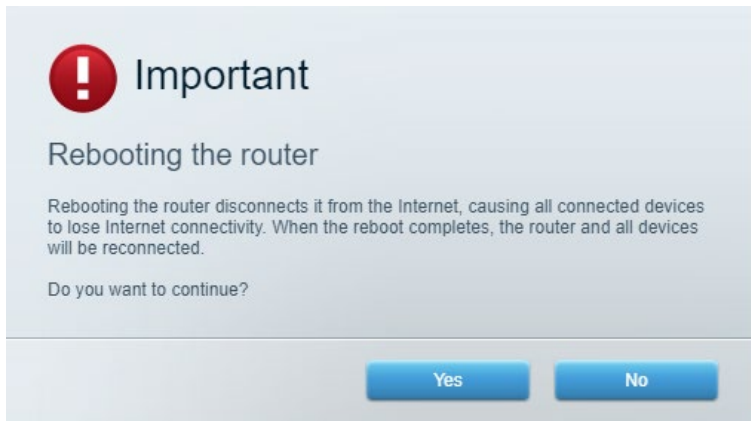 Important
Rebooting the router
Rebooting the router disconnects it from the Internet, causing all connected devices
to lose Internet connectivity. When the reboot completes, the router and all devices
will be reconnected.
Do you want to continue?
Yes
No